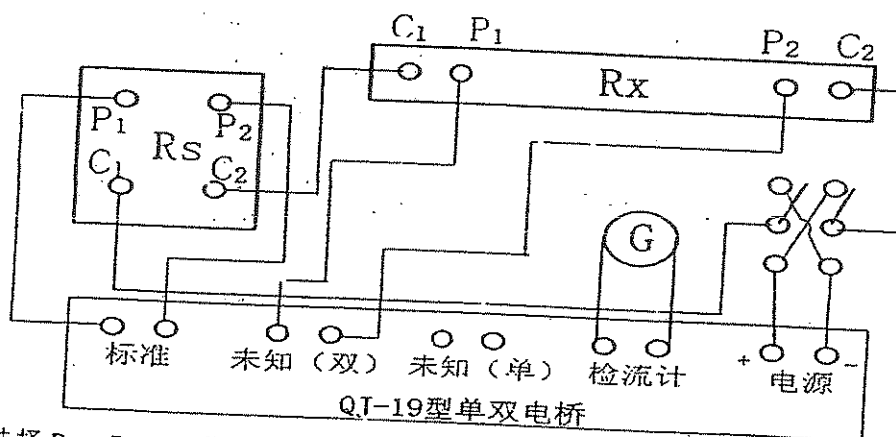 C1 P1 P2 C2
Rx
P1 P2
Rs
C1 C2
G
标准 未知（双） 未知（单） 检流计 + 电源 -
QJ-19型单双电桥